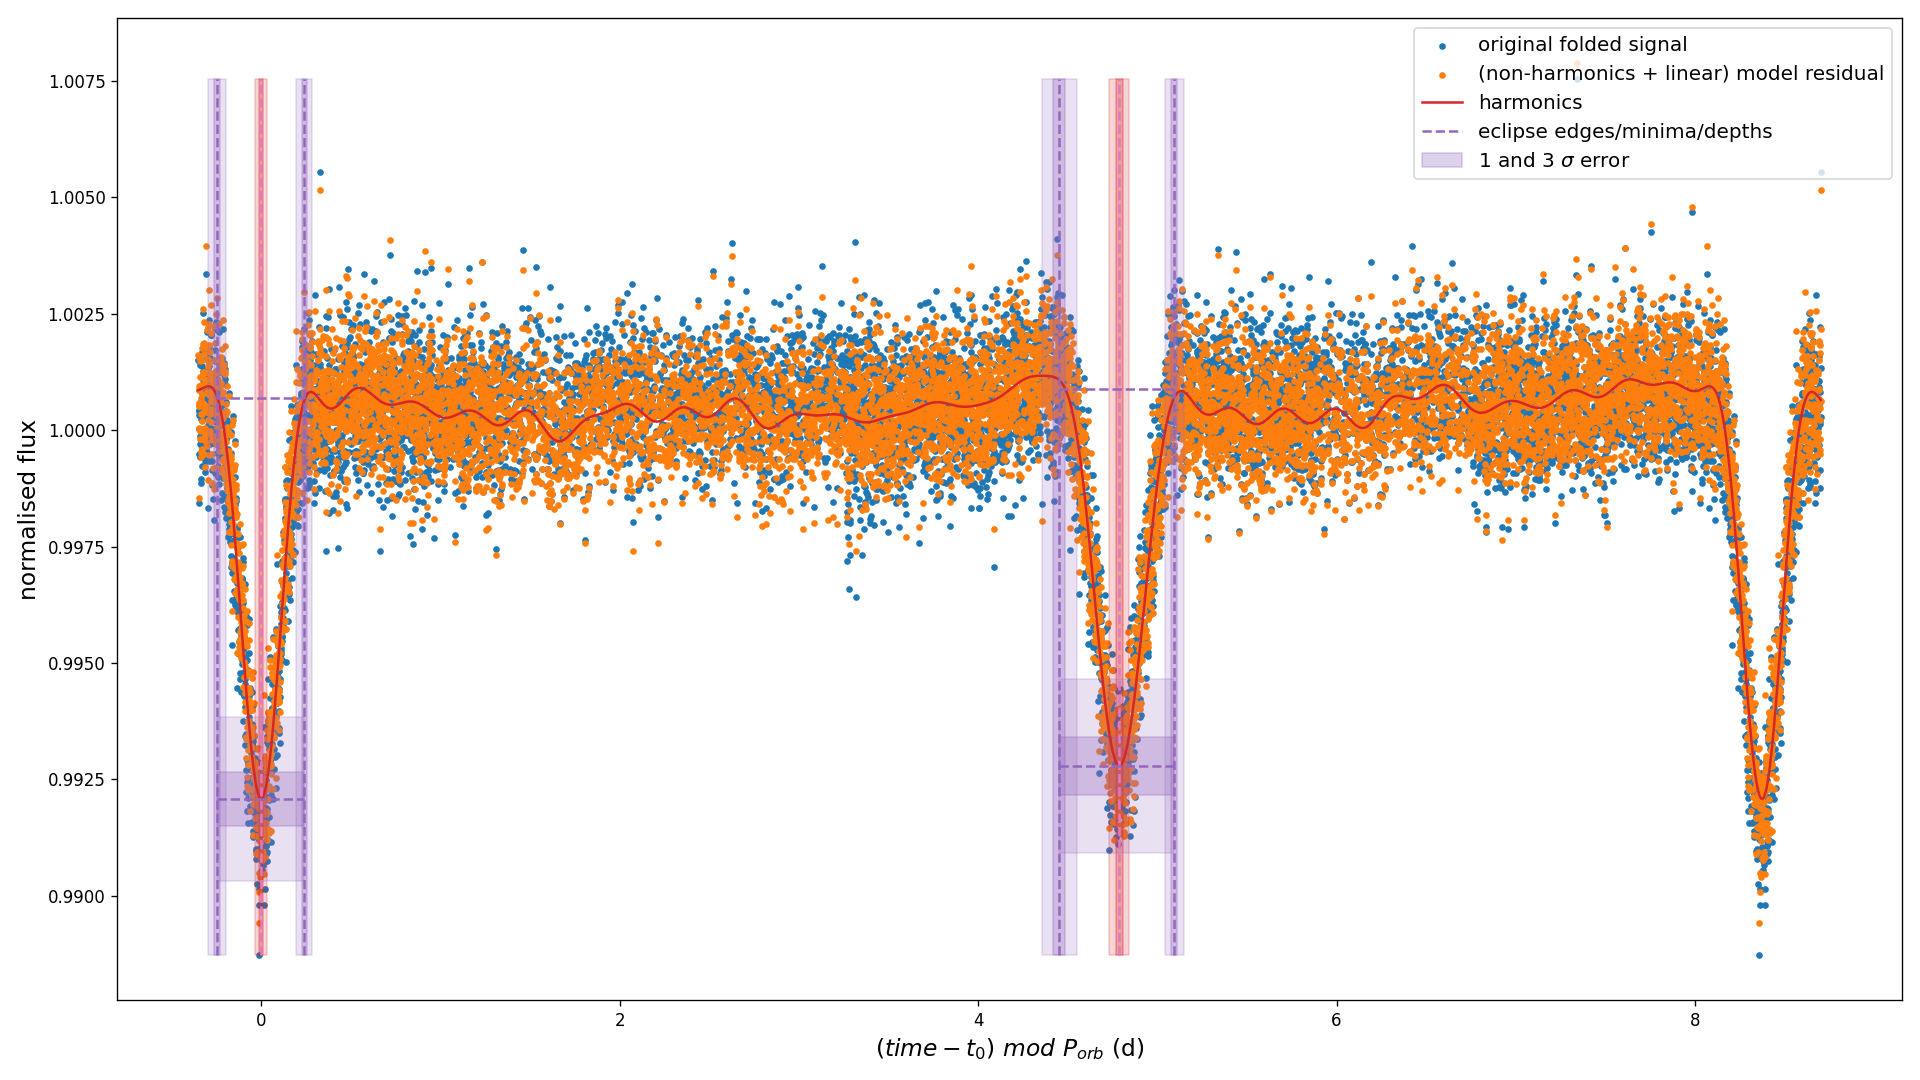 original folded signal
(non-harmonics + linear) model residual
harmonics
eclipse edges/minima/depths
1 and 3 σ error
normalised flux
1.0075
1.0050
1.0025
1.0000
0.9975
0.9950
0.9925
0.9900
0 2 4 6 8
(time − t₀) mod P_orb (d)